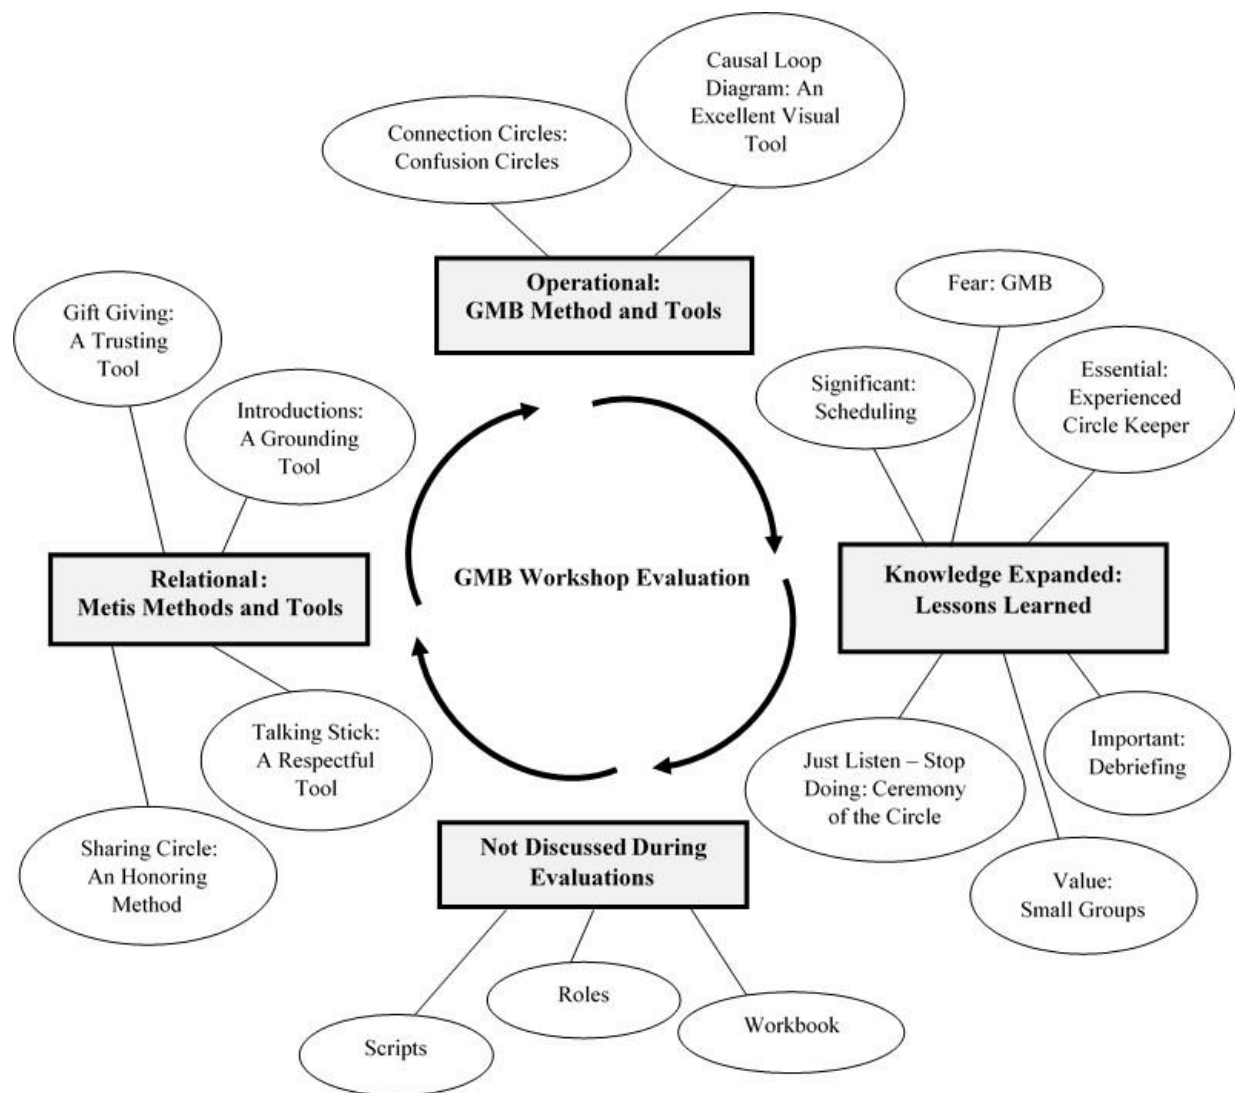 Causal Loop
Diagram: An
Excellent Visual
Tool
Connection Circles:
Confusion Circles
Operational:
GMB Method and Tools
Fear: GMB
Gift Giving:
A Trusting
Tool
Introductions:
A Grounding
Tool
Significant:
Scheduling
Essential:
Experienced
Circle Keeper
Relational:
Metis Methods and Tools
GMB Workshop Evaluation
Knowledge Expanded:
Lessons Learned
Talking Stick:
A Respectful
Tool
Sharing Circle:
An Honoring
Method
Just Listen – Stop
Doing: Ceremony
of the Circle
Important:
Debriefing
Value:
Small Groups
Not Discussed During
Evaluations
Scripts
Roles
Workbook